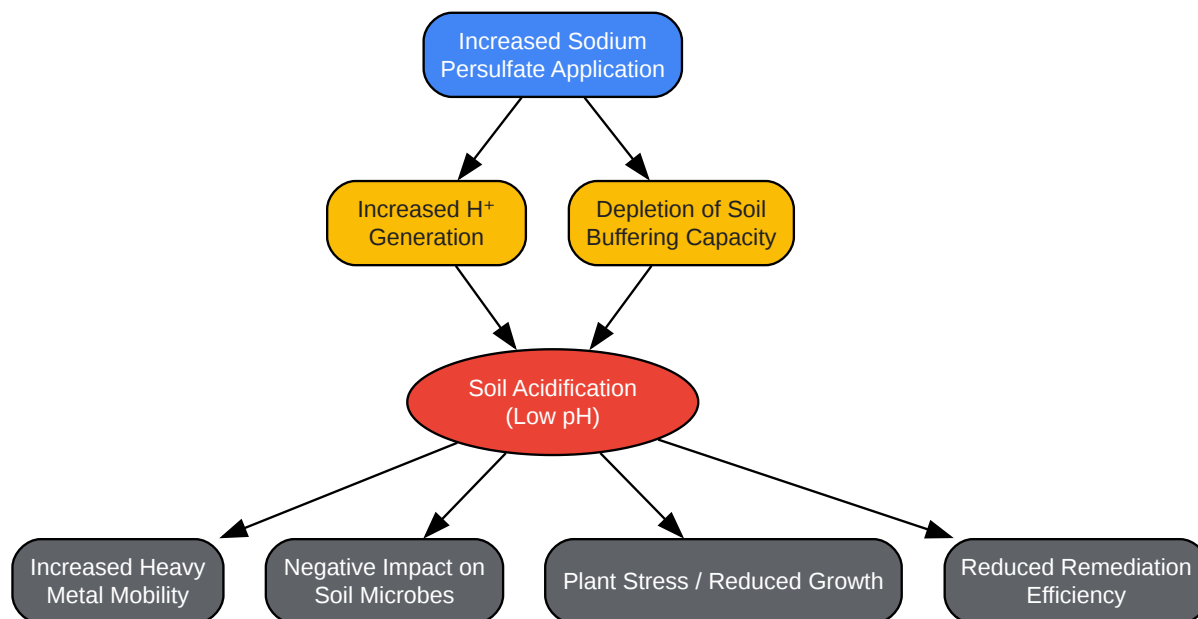 Increased Sodium
Persulfate Application
Increased H⁺
Generation
Depletion of Soil
Buffering Capacity
Soil Acidification
(Low pH)
Increased Heavy
Metal Mobility
Negative Impact on
Soil Microbes
Plant Stress / Reduced Growth
Reduced Remediation
Efficiency